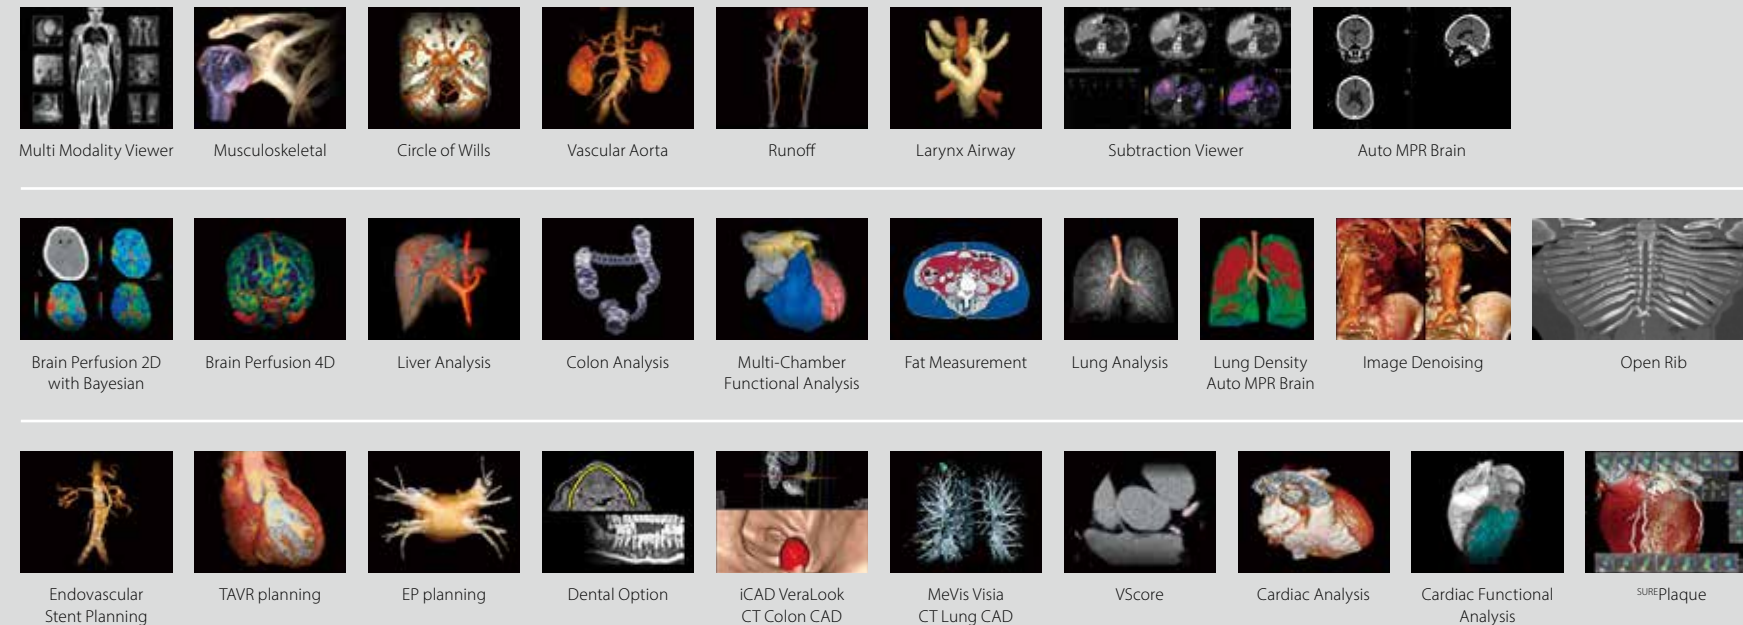 Multi Modality Viewer
Musculoskeletal
Circle of Wills
Vascular Aorta
Runoff
Larynx Airway
Subtraction Viewer
Auto MPR Brain
Brain Perfusion 2D
with Bayesian
Brain Perfusion 4D
Liver Analysis
Colon Analysis
Multi-Chamber
Functional Analysis
Fat Measurement
Lung Analysis
Lung Density
Auto MPR Brain
Image Denoising
Open Rib
Endovascular
Stent Planning
TAVR planning
EP planning
Dental Option
iCAD VeraLook
CT Colon CAD
MeVis Visia
CT Lung CAD
VScore
Cardiac Analysis
Cardiac Functional
Analysis
SUREPlaque